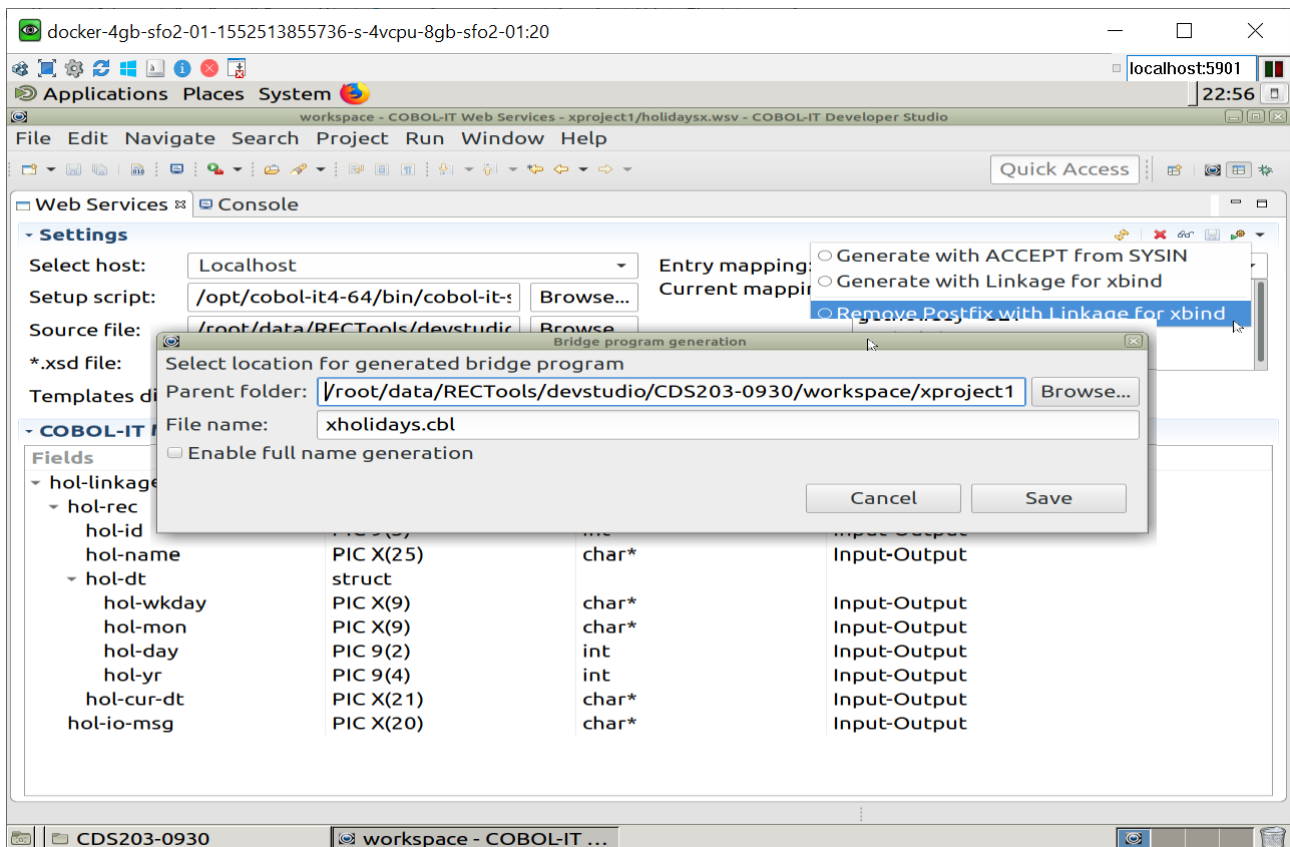 docker-4gb-sfo2-01-1552513855736-s-4vcpu-8gb-sfo2-01:20
localhost:5901
Applications Places System
22:56
workspace - COBOL-IT Web Services - xproject1/holidaysx.wsv - COBOL-IT Developer Studio
File Edit Navigate Search Project Run Window Help
Quick Access
Web Services Console
Settings
Select host: Localhost Entry mapping:
Generate with ACCEPT from SYSIN
Setup script: /opt/cobol-it4-64/bin/cobol-it-s Browse...
Generate with Linkage for xbind
Remove Postfix with Linkage for xbind
Source file: /root/data/RECTools/devstudio Browse
Bridge program generation
*.xsd file:
Select location for generated bridge program
Templates di
Parent folder: /root/data/RECTools/devstudio/CDS203-0930/workspace/xproject1 Browse...
File name: xholidays.cbl
COBOL-IT
Enable full name generation
Fields
Cancel Save
hol-linkage
hol-rec
hol-id
hol-name PIC X(25) char* Input-Output
hol-dt struct
hol-wkday PIC X(9) char* Input-Output
hol-mon PIC X(9) char* Input-Output
hol-day PIC 9(2) int Input-Output
hol-yr PIC 9(4) int Input-Output
hol-cur-dt PIC X(21) char* Input-Output
hol-io-msg PIC X(20) char* Input-Output
CDS203-0930 workspace - COBOL-IT ...